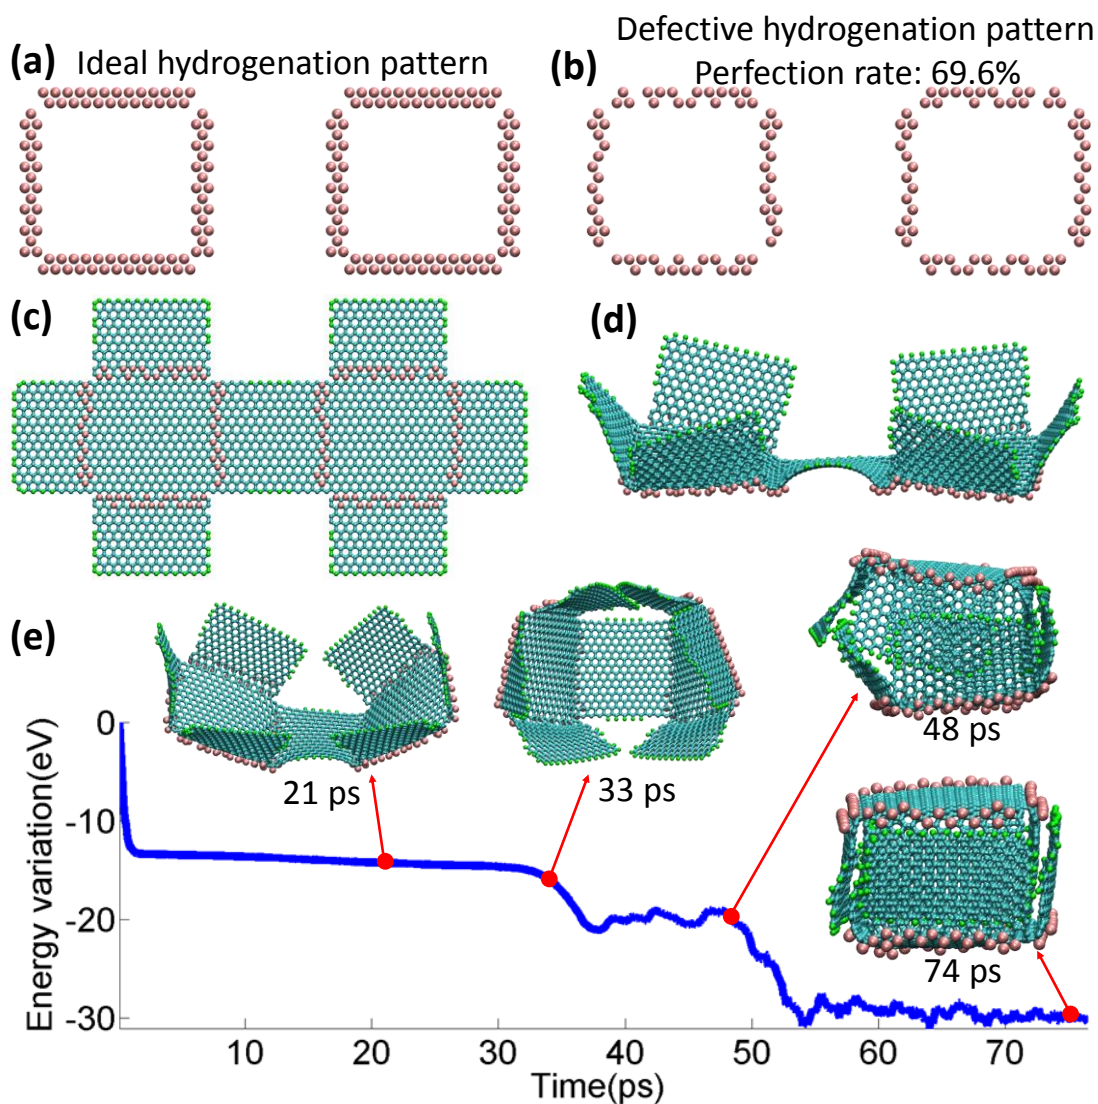 (a) Ideal hydrogenation pattern
(b) Defective hydrogenation pattern
Perfection rate: 69.6%
(c)
(d)
(e)
21 ps
33 ps
48 ps
74 ps
Energy variation(eV)
0
-10
-20
-30
10 20 30 40 50 60 70
Time(ps)